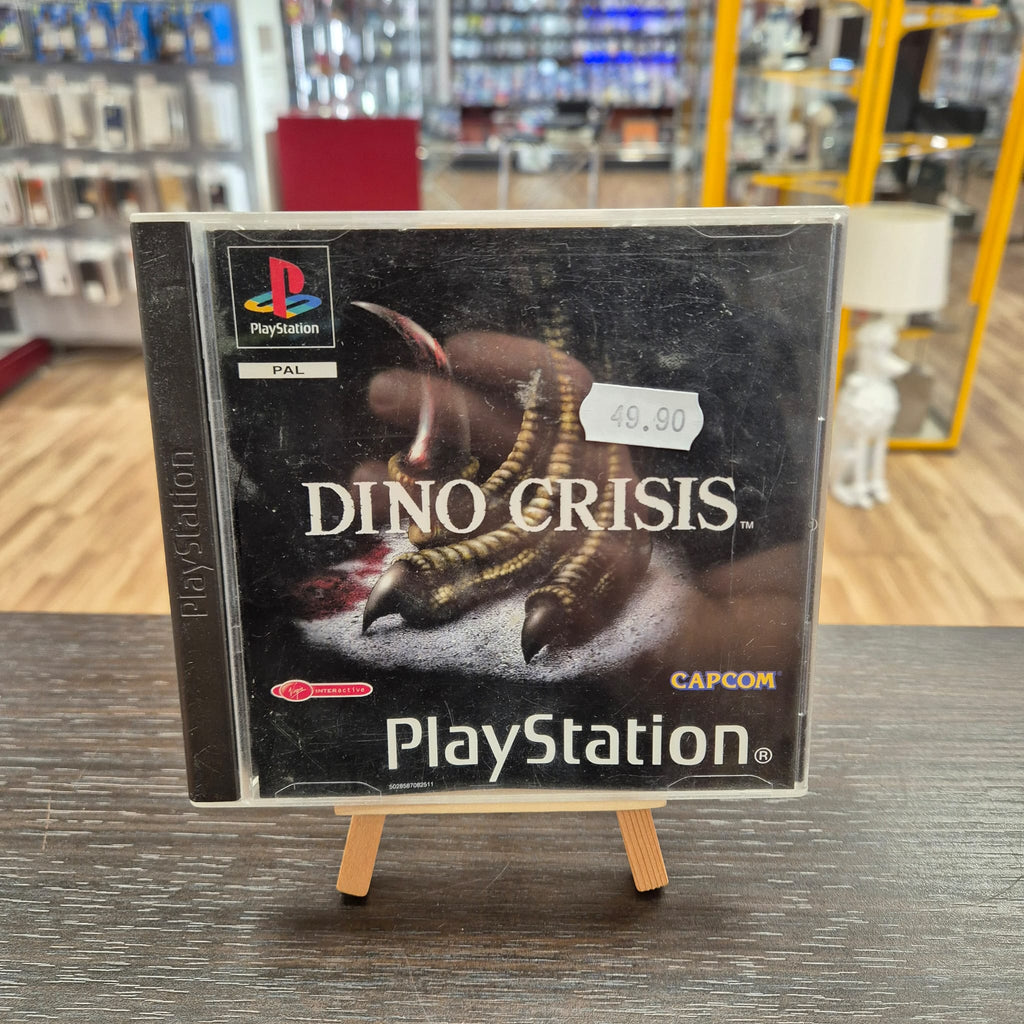 PlayStation
PlayStation
PAL
49.90
DINO CRISIS™
Virgin INTERactive
CAPCOM
PlayStation®
5028587082511